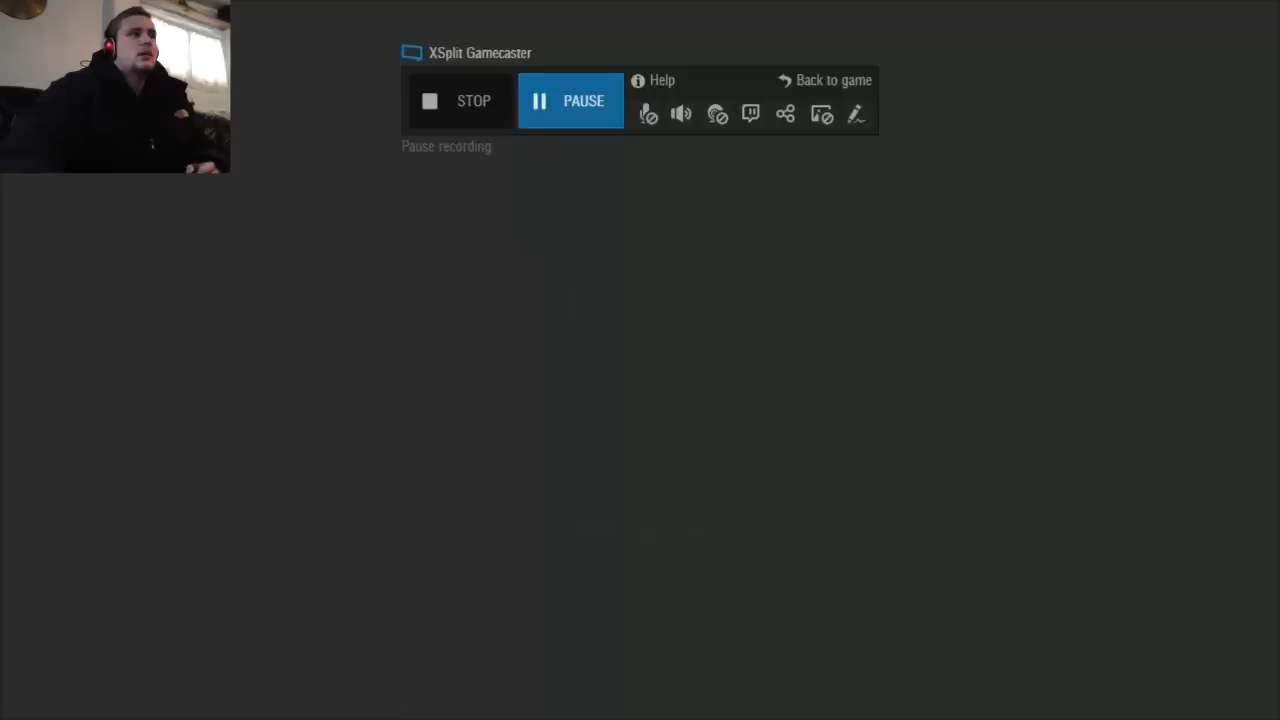 XSplit Gamecaster
STOP
PAUSE
Help
Back to game
Pause recording